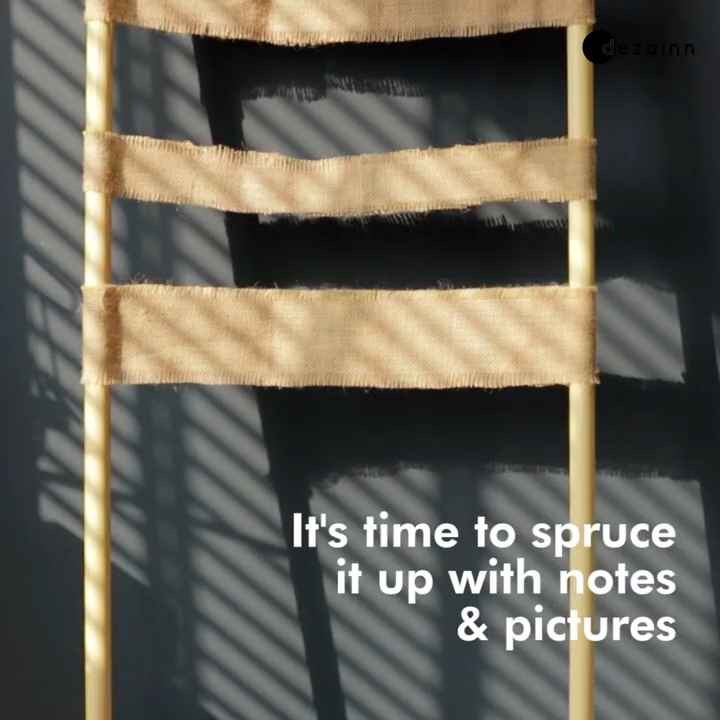 dezainn
It's time to spruce
it up with notes
& pictures